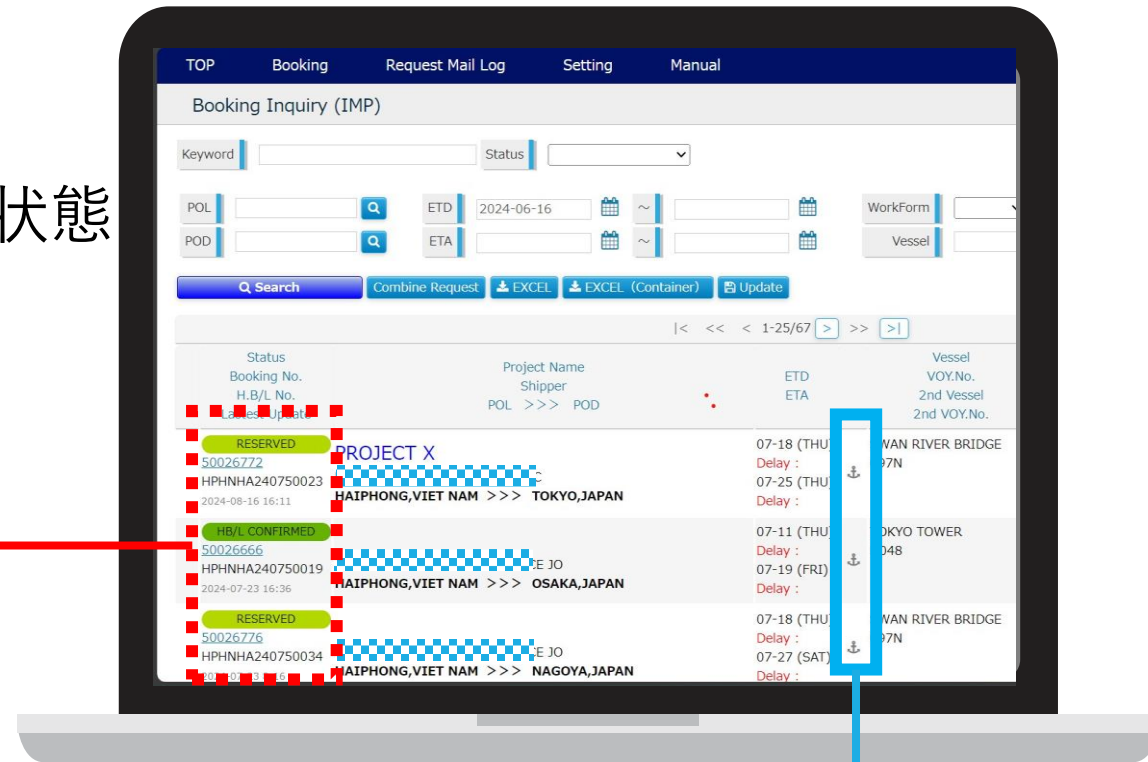 TOP Booking Request Mail Log Setting Manual
Booking Inquiry (IMP)
Keyword Status
状態
POL ETD 2024-06-16 ~ WorkForm
POD ETA ~ Vessel
Search Combine Request EXCEL EXCEL (Container) Update
|< << < 1-25/67 > >> >|
Status
Booking No.
H.B/L No.
Project Name
Shipper
POL >>> POD
ETD
ETA
Vessel
VOY.No.
2nd Vessel
2nd VOY.No.
RESERVED
50026772
HPHNHA240750023
2024-08-16 16:11
PROJECT X
HAIPHONG,VIET NAM >>> TOKYO,JAPAN
07-18 (THU)
Delay :
07-25 (THU)
Delay :
WAN RIVER BRIDGE
97N
HB/L CONFIRMED
50026666
HPHNHA240750019
2024-07-23 16:36
CE JO
HAIPHONG,VIET NAM >>> OSAKA,JAPAN
07-11 (THU)
Delay :
07-19 (FRI)
Delay :
OKYO TOWER
048
RESERVED
50026776
HPHNHA240750034
CE JO
HAIPHONG,VIET NAM >>> NAGOYA,JAPAN
07-18 (THU)
Delay :
07-27 (SAT)
Delay :
WAN RIVER BRIDGE
97N